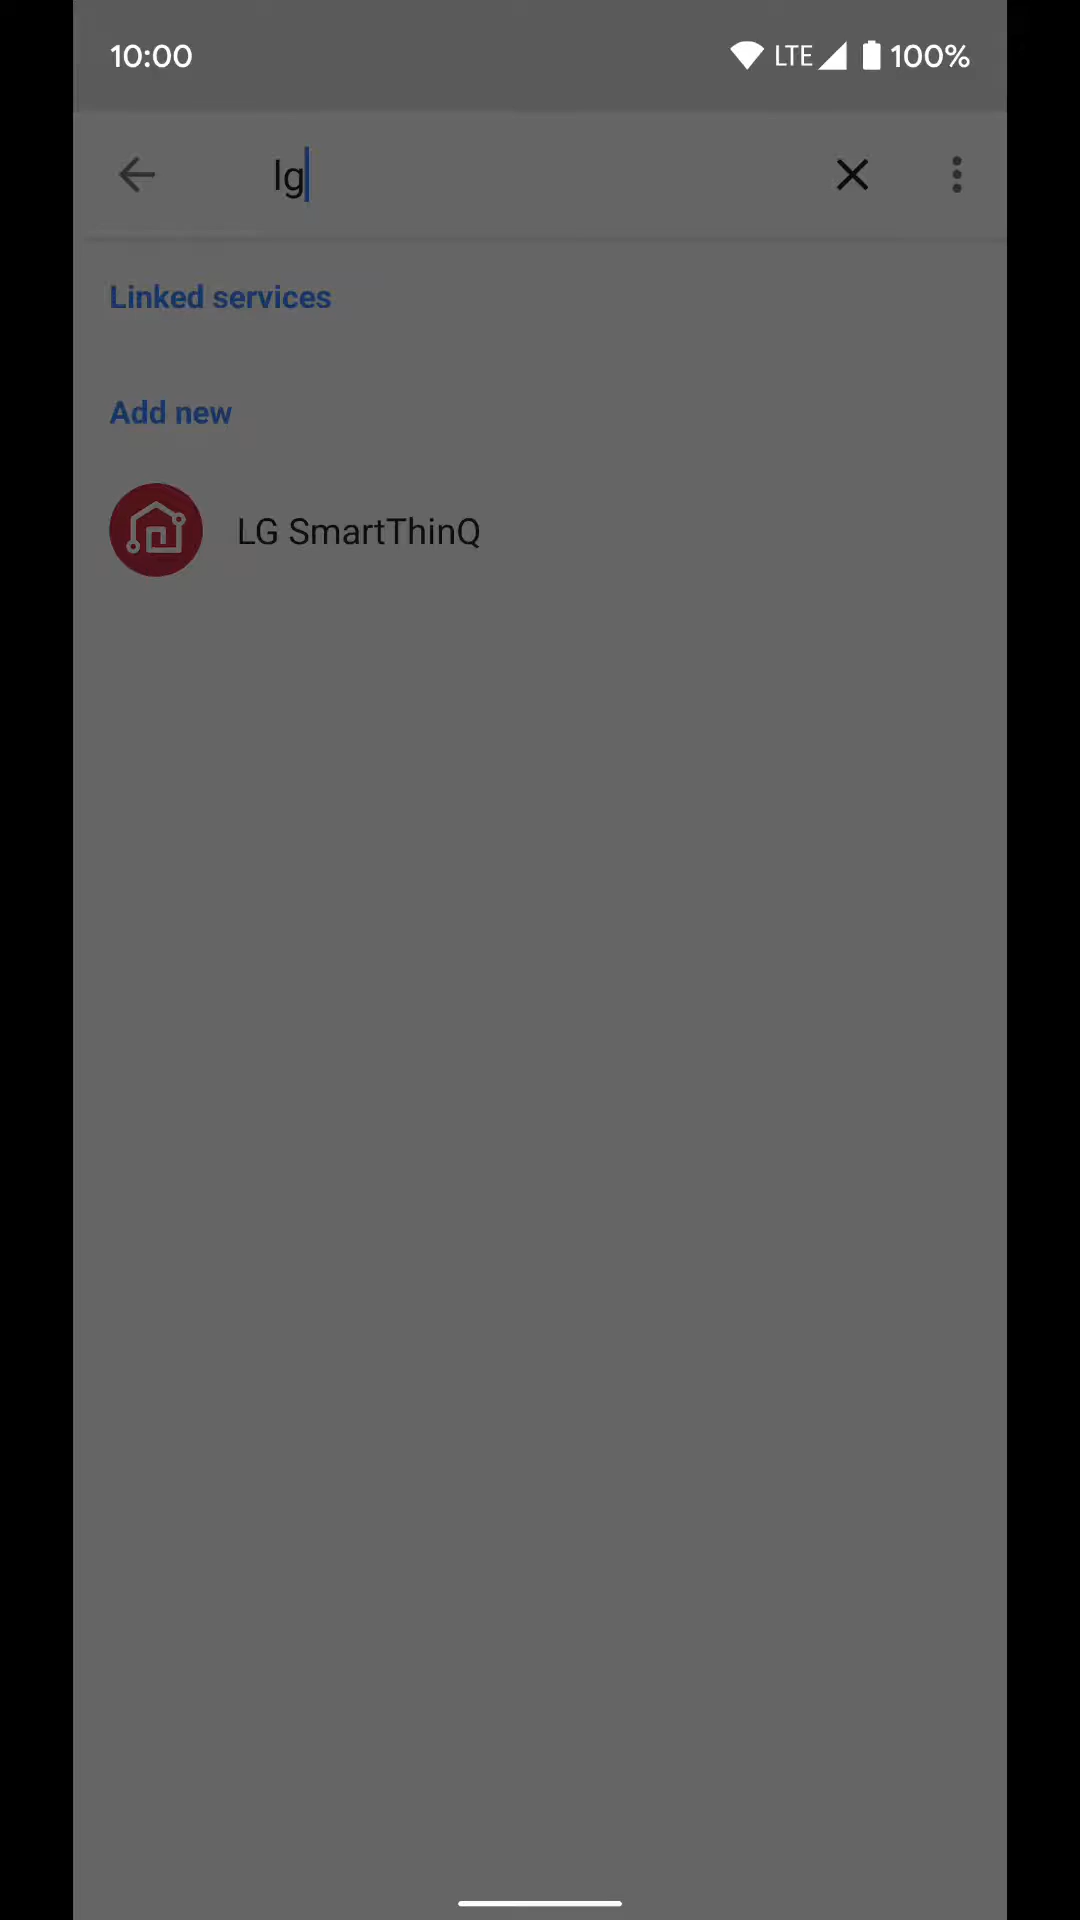 10:00 LTE 100%
lg
Linked services
Add new
LG SmartThinQ